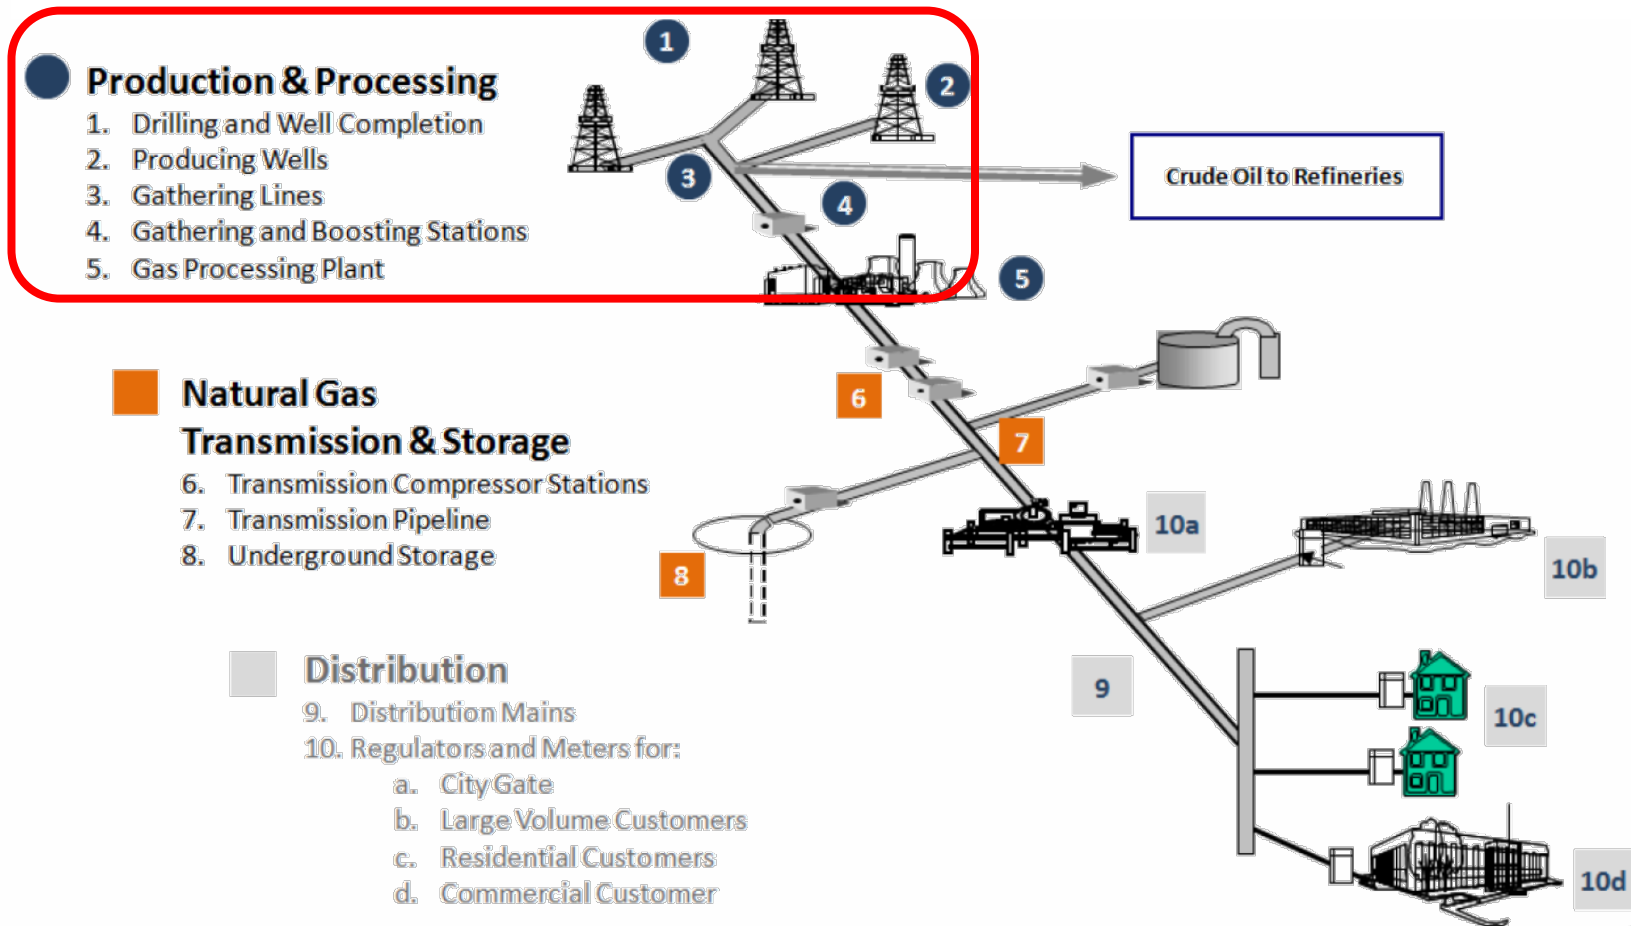 Production & Processing
1. Drilling and Well Completion
2. Producing Wells
3. Gathering Lines
4. Gathering and Boosting Stations
5. Gas Processing Plant
1
2
3
4
5
Crude Oil to Refineries
Natural Gas
Transmission & Storage
6. Transmission Compressor Stations
7. Transmission Pipeline
8. Underground Storage
6
7
8
10a
10b
Distribution
9. Distribution Mains
10. Regulators and Meters for:
a. City Gate
b. Large Volume Customers
c. Residential Customers
d. Commercial Customer
9
10c
10d